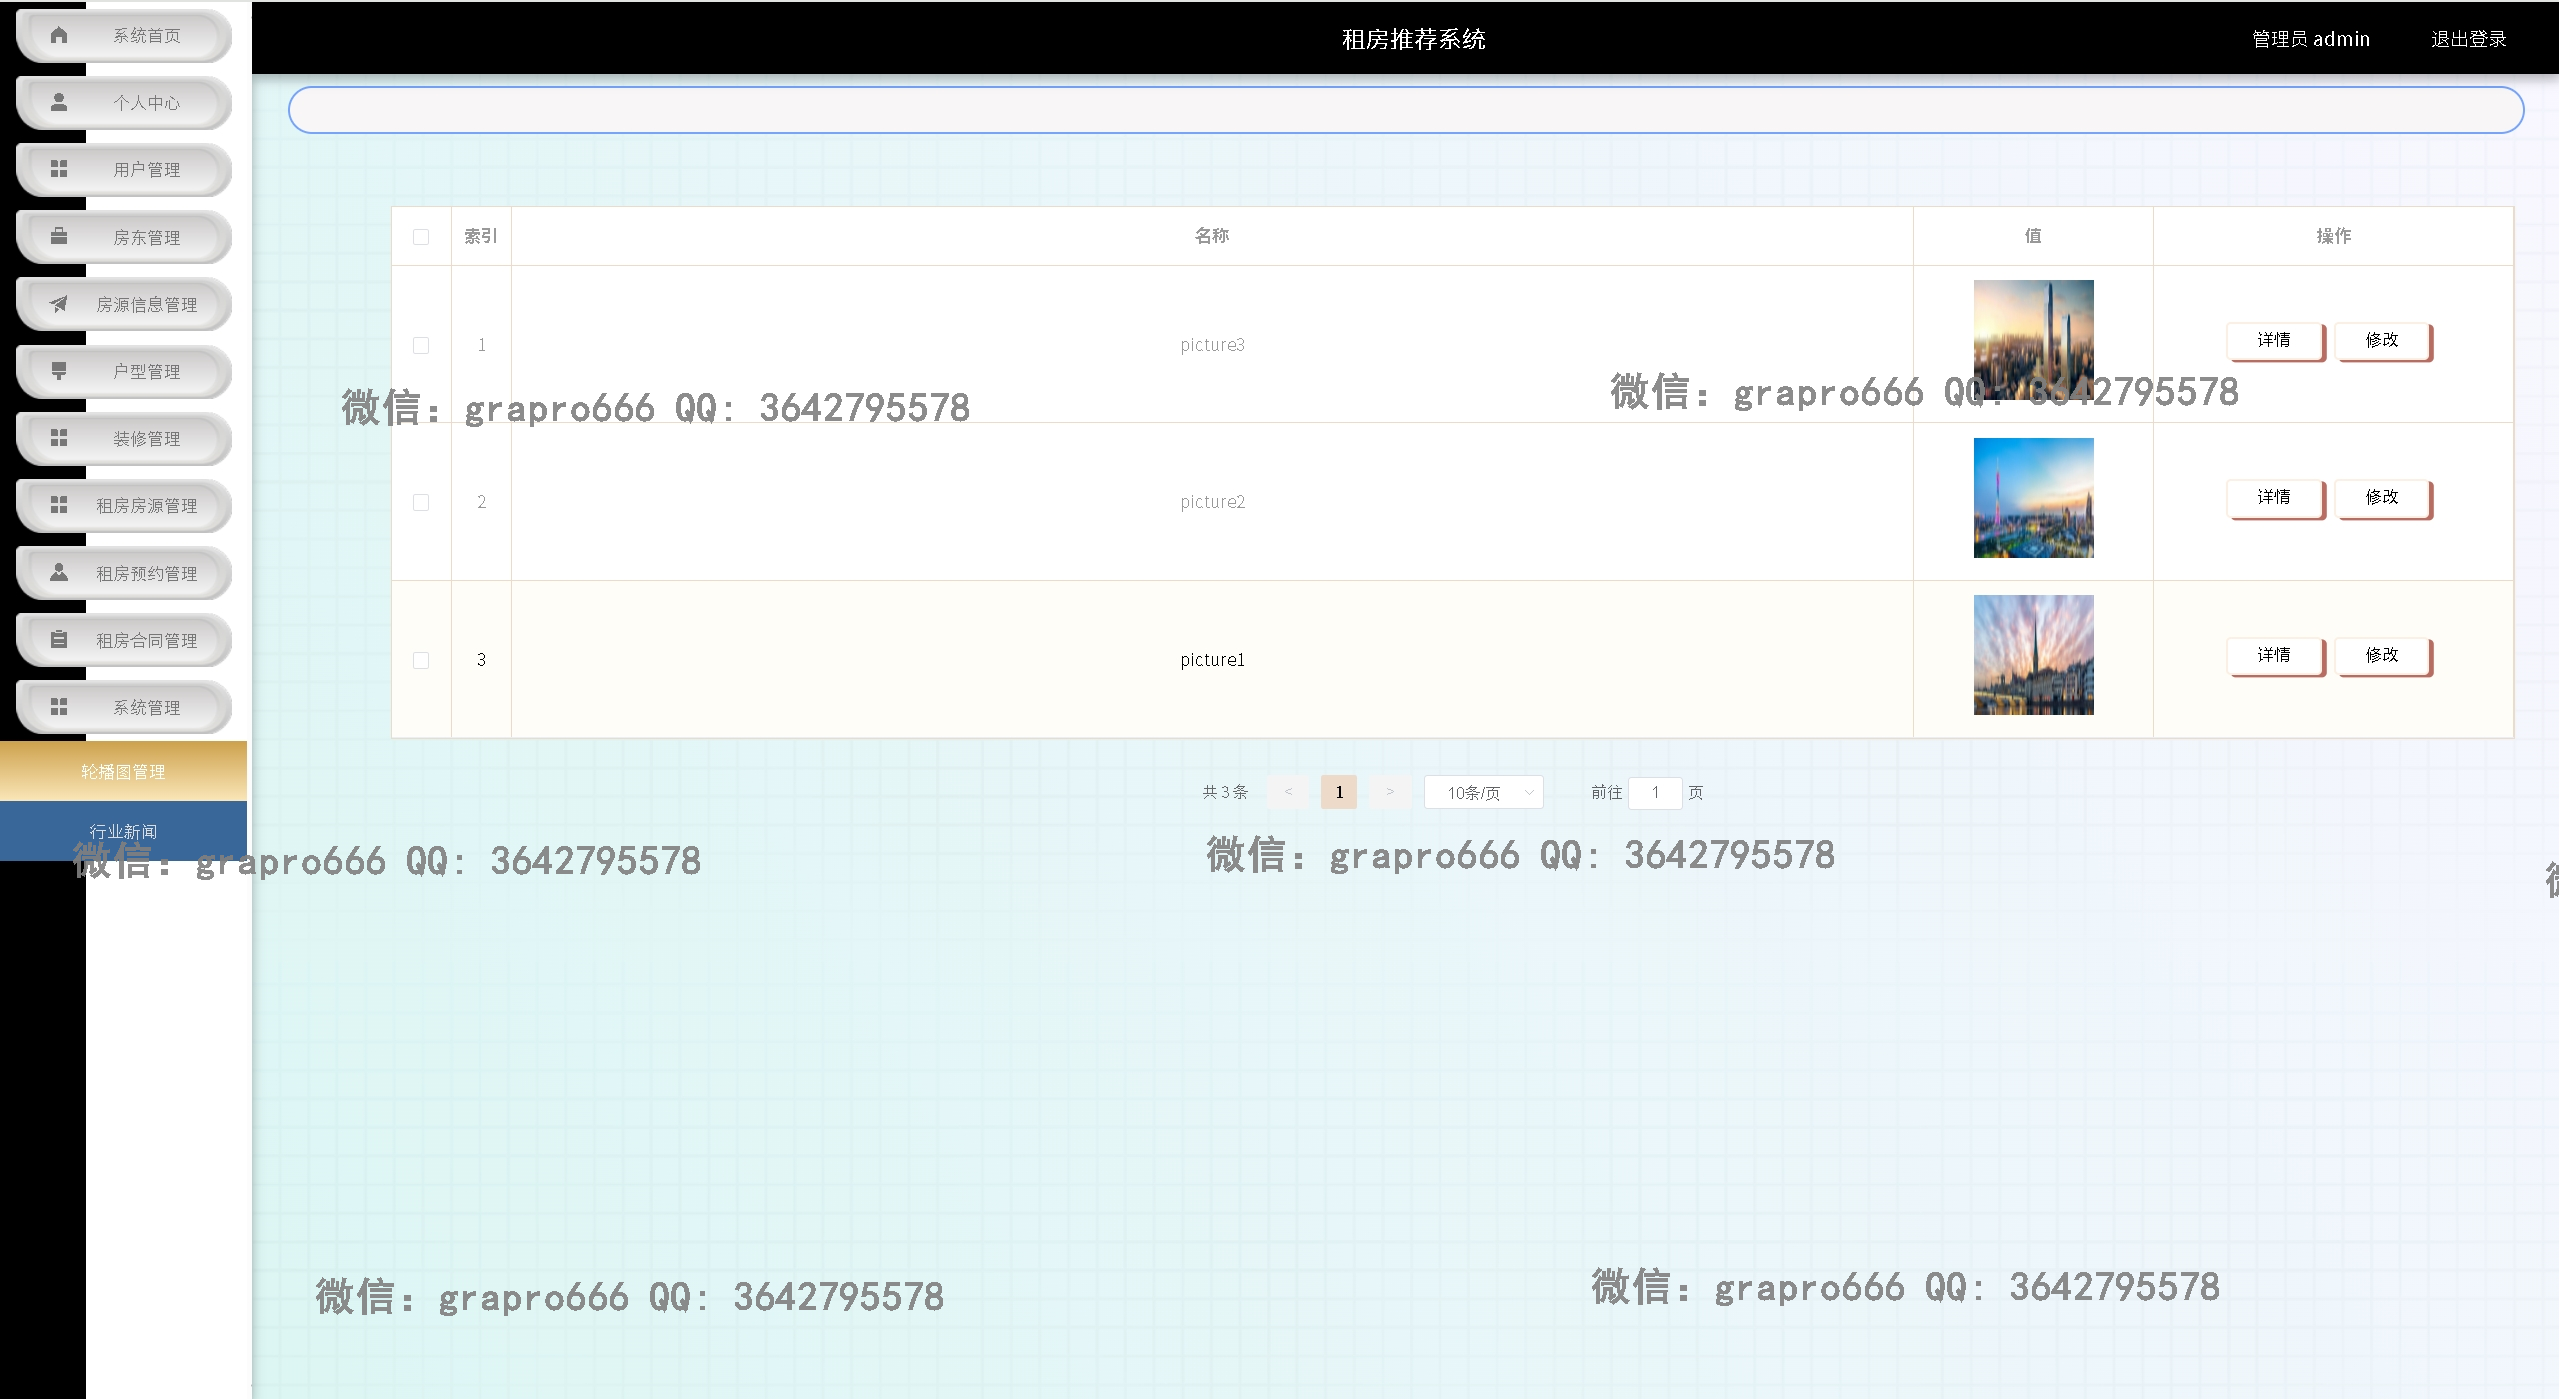 租房推荐系统
管理员 admin
退出登录
系统首页
个人中心
用户管理
房东管理
房源信息管理
户型管理
装修管理
租房房源管理
租房预约管理
租房合同管理
系统管理
轮播图管理
行业新闻
索引 名称 值 操作
1 picture3 详情 修改
2 picture2 详情 修改
3 picture1 详情 修改
共 3 条 < 1 > 10条/页 前往 1 页
微信：grapro666 QQ: 3642795578
微信：grapro666 QQ: 3642795578
微信：grapro666 QQ: 3642795578
微信：grapro666 QQ: 3642795578
微信：grapro666 QQ: 3642795578
微信：grapro666 QQ: 3642795578